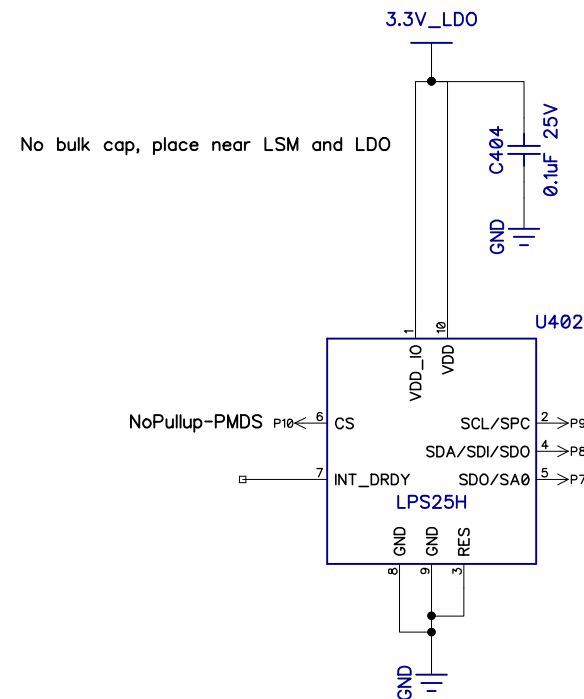 3.3V_LDO
No bulk cap, place near LSM and LDO
C404
0.1uF 25V
GND
U402
1
10
VDD_IO
VDD
NoPullup-PMDS P10 6 CS
SCL/SPC 2 P9
SDA/SDI/SDO 4 P8
7 INT_DRDY
SDO/SA0 5 P7
LPS25H
GND
GND
RES
8
9
3
GND